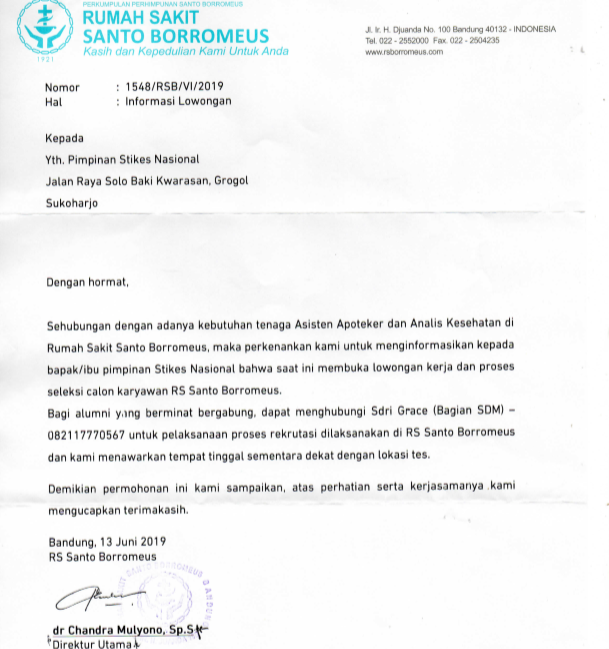 PERKUMPULAN PERHIMPUNAN SANTO BORROMEUS
RUMAH SAKIT
SANTO BORROMEUS
Kasih dan Kepedulian Kami Untuk Anda
1921
Jl. Ir. H. Djuanda No. 100 Bandung 40132 - INDONESIA
Tel. 022 - 2552000 Fax. 022 - 2504235
www.rsborromeus.com
Nomor : 1548/RSB/VI/2019
Hal : Informasi Lowongan
Kepada
Yth. Pimpinan Stikes Nasional
Jalan Raya Solo Baki Kwarasan, Grogol
Sukoharjo
Dengan hormat,
Sehubungan dengan adanya kebutuhan tenaga Asisten Apoteker dan Analis Kesehatan di
Rumah Sakit Santo Borromeus, maka perkenankan kami untuk menginformasikan kepada
bapak/ibu pimpinan Stikes Nasional bahwa saat ini membuka lowongan kerja dan proses
seleksi calon karyawan RS Santo Borromeus.
Bagi alumni yang berminat bergabung, dapat menghubungi Sdri Grace (Bagian SDM) –
082117770567 untuk pelaksanaan proses rekrutasi dilaksanakan di RS Santo Borromeus
dan kami menawarkan tempat tinggal sementara dekat dengan lokasi tes.
Demikian permohonan ini kami sampaikan, atas perhatian serta kerjasamanya kami
mengucapkan terimakasih.
Bandung, 13 Juni 2019
RS Santo Borromeus
SANTO BORROMEUS BANDUNG
dr Chandra Mulyono, Sp.S
Direktur Utama